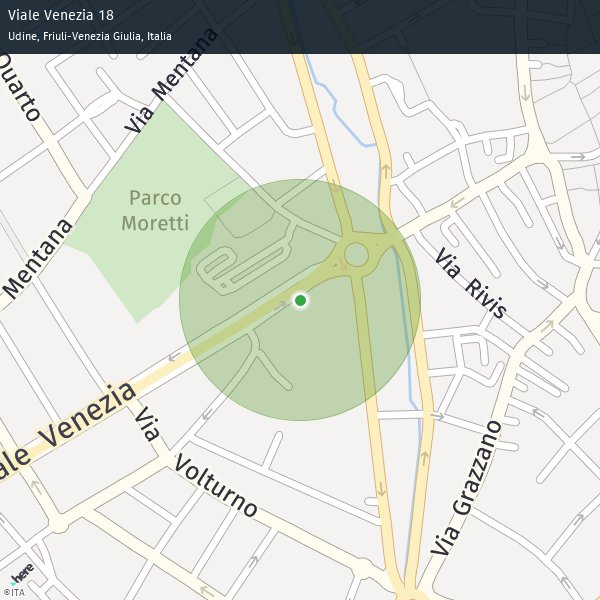 Viale Venezia 18
Udine, Friuli-Venezia Giulia, Italia
Quarto
Via Mentana
Parco
Moretti
Mentana
Via Rivis
ale Venezia
Via Volturno
Via Grazzano
here
©ITA